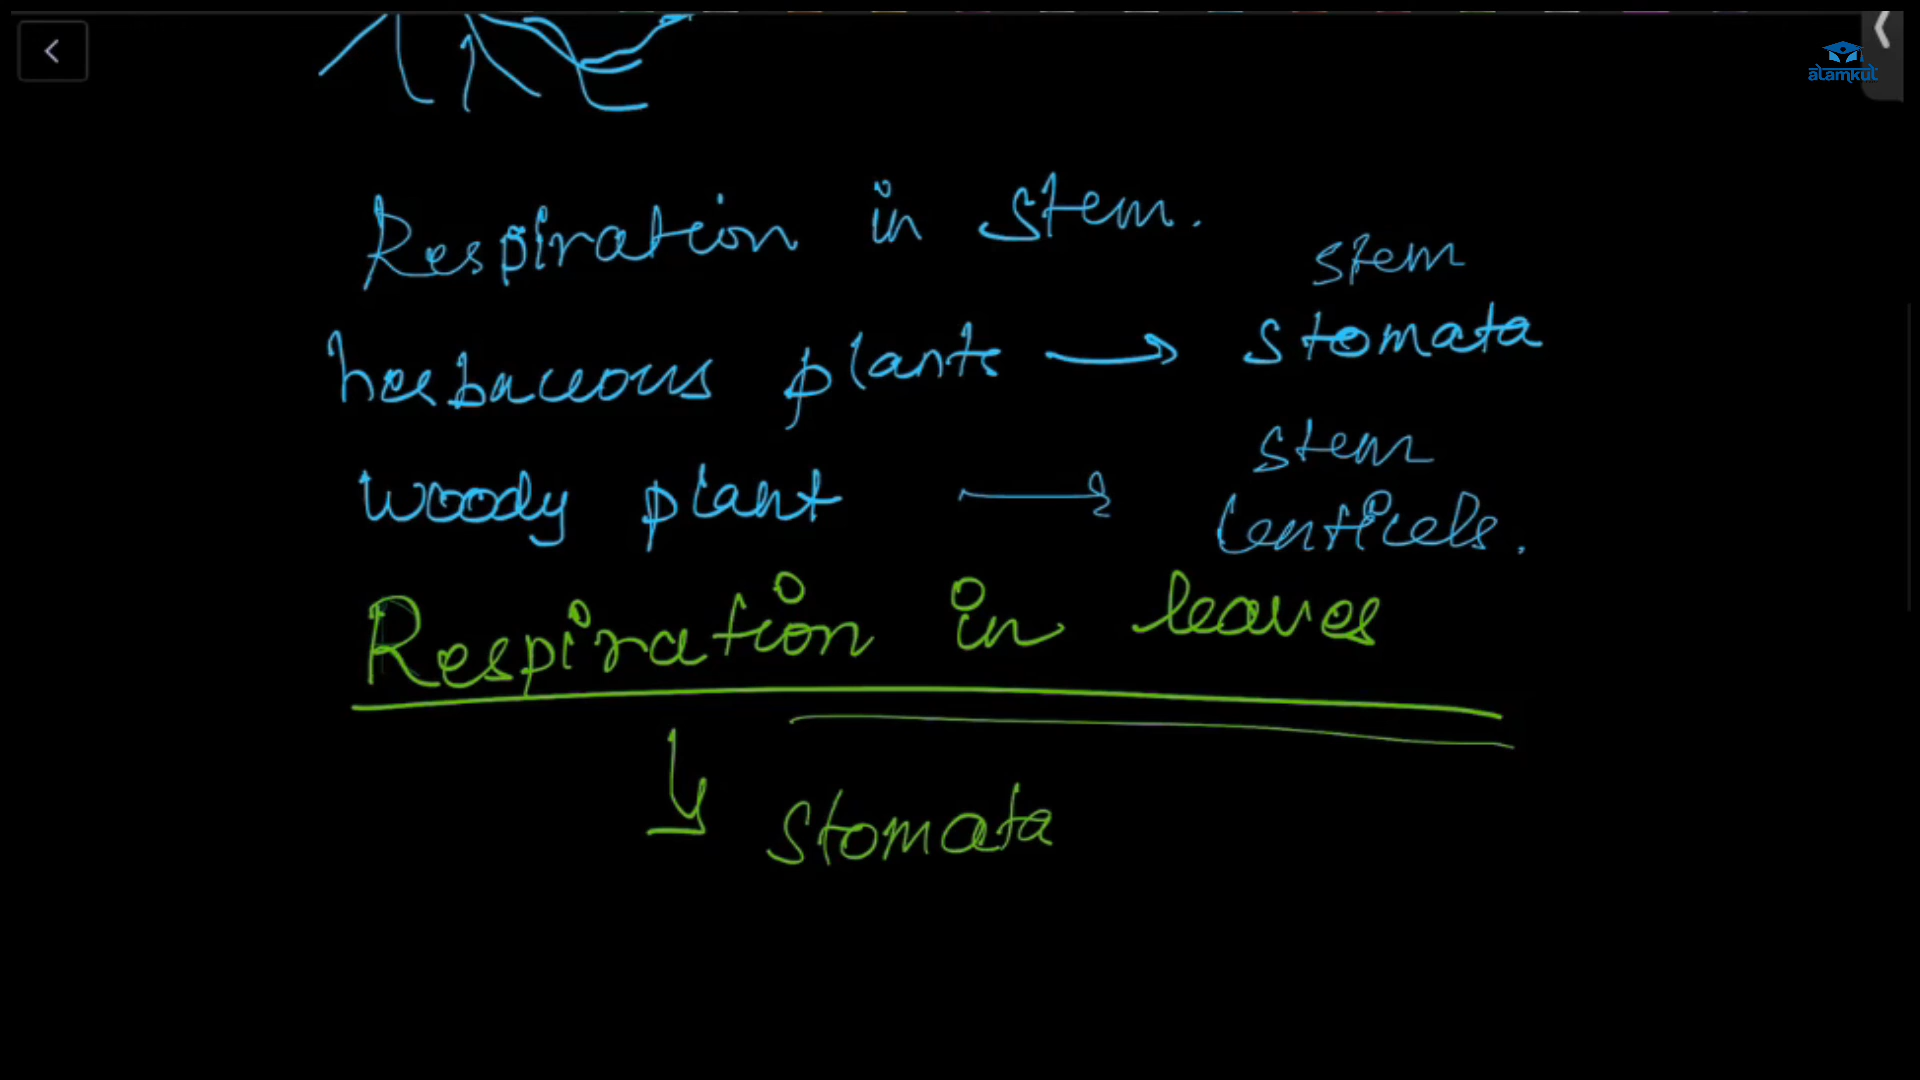 alamkul
Respiration in stem.
stem
herbaceous plants → stomata
stem
woody plant → lenticels.
Respiration in leaves
stomata